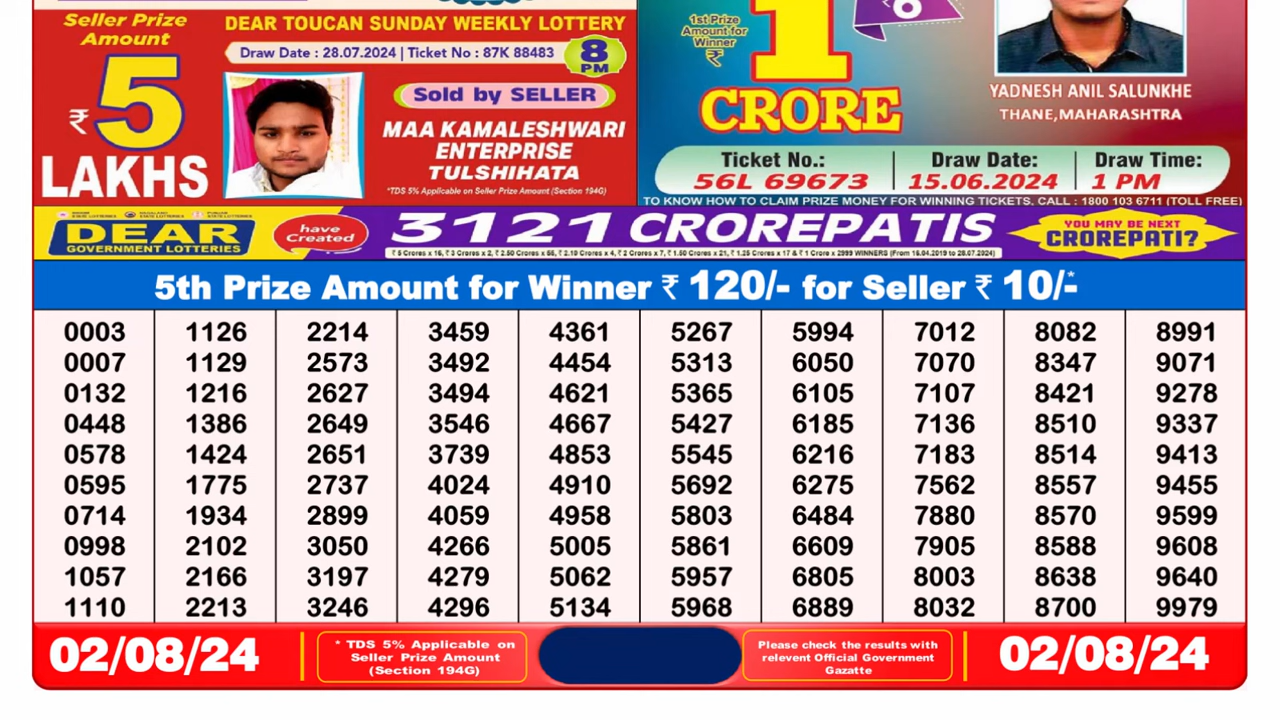 Seller Prize
Amount
₹ 5
LAKHS
DEAR TOUCAN SUNDAY WEEKLY LOTTERY
Draw Date : 28.07.2024 | Ticket No : 87K 88483
8
PM
Sold by SELLER
MAA KAMALESHWARI
ENTERPRISE
TULSHIHATA
*TDS 5% Applicable on Seller Prize Amount (Section 194G)
1st Prize
Amount for
Winner
₹
1
CRORE
YADNESH ANIL SALUNKHE
THANE,MAHARASHTRA
Ticket No.: Draw Date: Draw Time:
56L 69673 15.06.2024 1 PM
TO KNOW HOW TO CLAIM PRIZE MONEY FOR WINNING TICKETS, CALL : 1800 103 6711 (TOLL FREE)
DEAR
GOVERNMENT LOTTERIES
have
Created
3121 CROREPATIS
YOU MAY BE NEXT
CROREPATI?
5th Prize Amount for Winner ₹ 120/- for Seller ₹ 10/-*
0003 1126 2214 3459 4361 5267 5994 7012 8082 8991
0007 1129 2573 3492 4454 5313 6050 7070 8347 9071
0132 1216 2627 3494 4621 5365 6105 7107 8421 9278
0448 1386 2649 3546 4667 5427 6185 7136 8510 9337
0578 1424 2651 3739 4853 5545 6216 7183 8514 9413
0595 1775 2737 4024 4910 5692 6275 7562 8557 9455
0714 1934 2899 4059 4958 5803 6484 7880 8570 9599
0998 2102 3050 4266 5005 5861 6609 7905 8588 9608
1057 2166 3197 4279 5062 5957 6805 8003 8638 9640
1110 2213 3246 4296 5134 5968 6889 8032 8700 9979
02/08/24
* TDS 5% Applicable on
Seller Prize Amount
(Section 194G)
Please check the results with
relevent Official Government
Gazatte
02/08/24